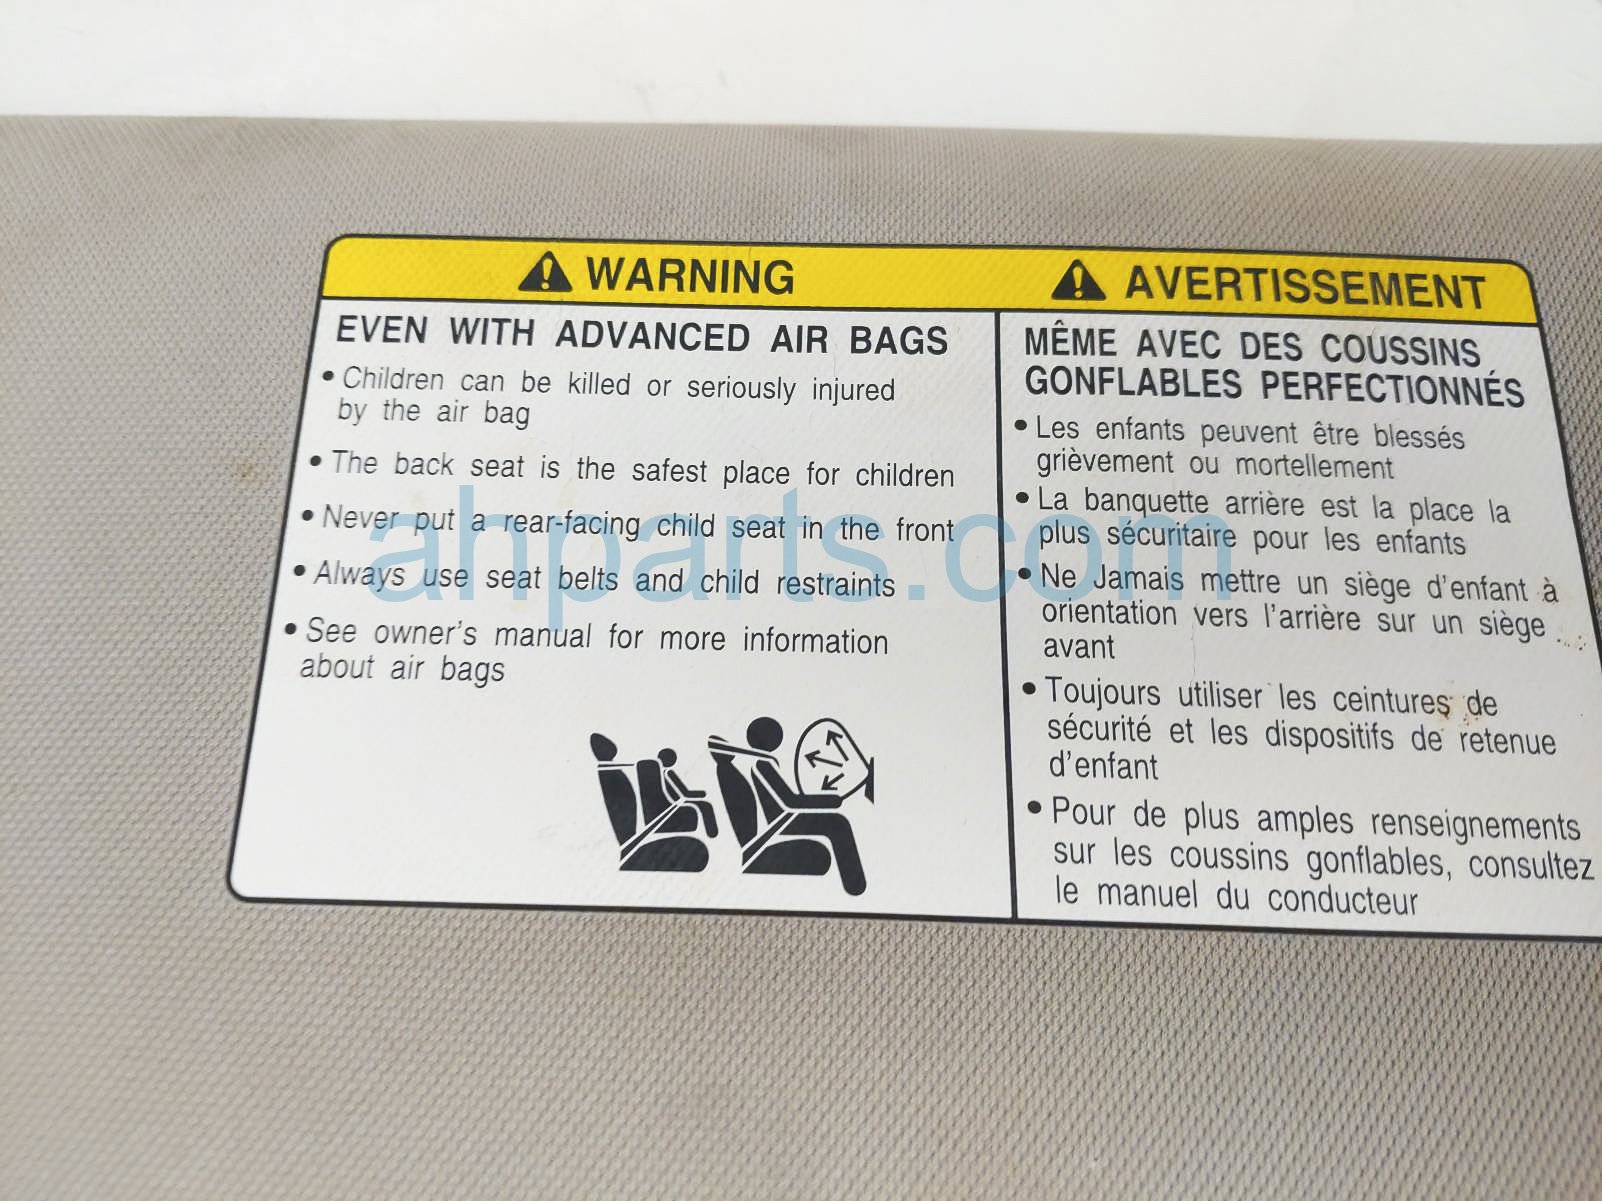 WARNING
EVEN WITH ADVANCED AIR BAGS
• Children can be killed or seriously injured
by the air bag
• The back seat is the safest place for children
• Never put a rear-facing child seat in the front
• Always use seat belts and child restraints
• See owner's manual for more information
about air bags
AVERTISSEMENT
MÊME AVEC DES COUSSINS
GONFLABLES PERFECTIONNÉS
• Les enfants peuvent être blessés
grièvement ou mortellement
• La banquette arrière est la place la
plus sécuritaire pour les enfants
• Ne Jamais mettre un siège d'enfant à
orientation vers l'arrière sur un siège
avant
• Toujours utiliser les ceintures de
sécurité et les dispositifs de retenue
d'enfant
• Pour de plus amples renseignements
sur les coussins gonflables, consultez
le manuel du conducteur
ahparts.com